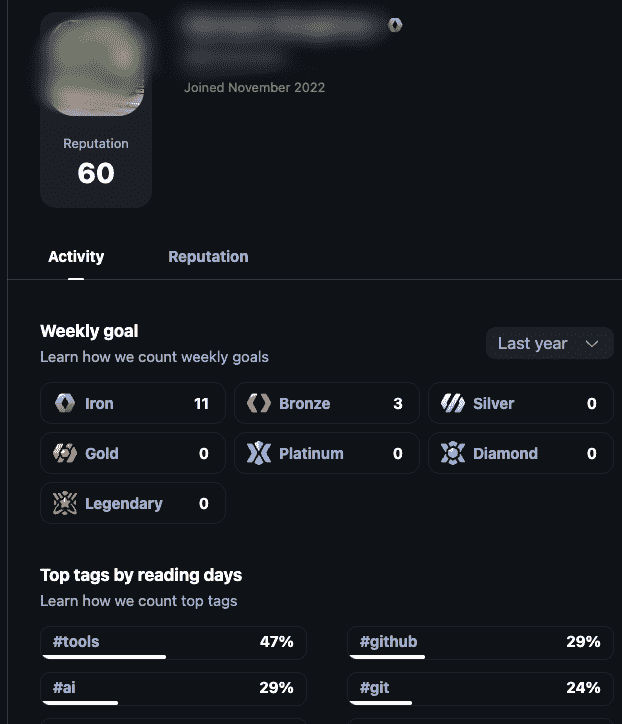 Joined November 2022
Reputation
60
Activity Reputation
Weekly goal
Learn how we count weekly goals
Last year
Iron 11 Bronze 3 Silver 0
Gold 0 Platinum 0 Diamond 0
Legendary 0
Top tags by reading days
Learn how we count top tags
#tools 47% #github 29%
#ai 29% #git 24%